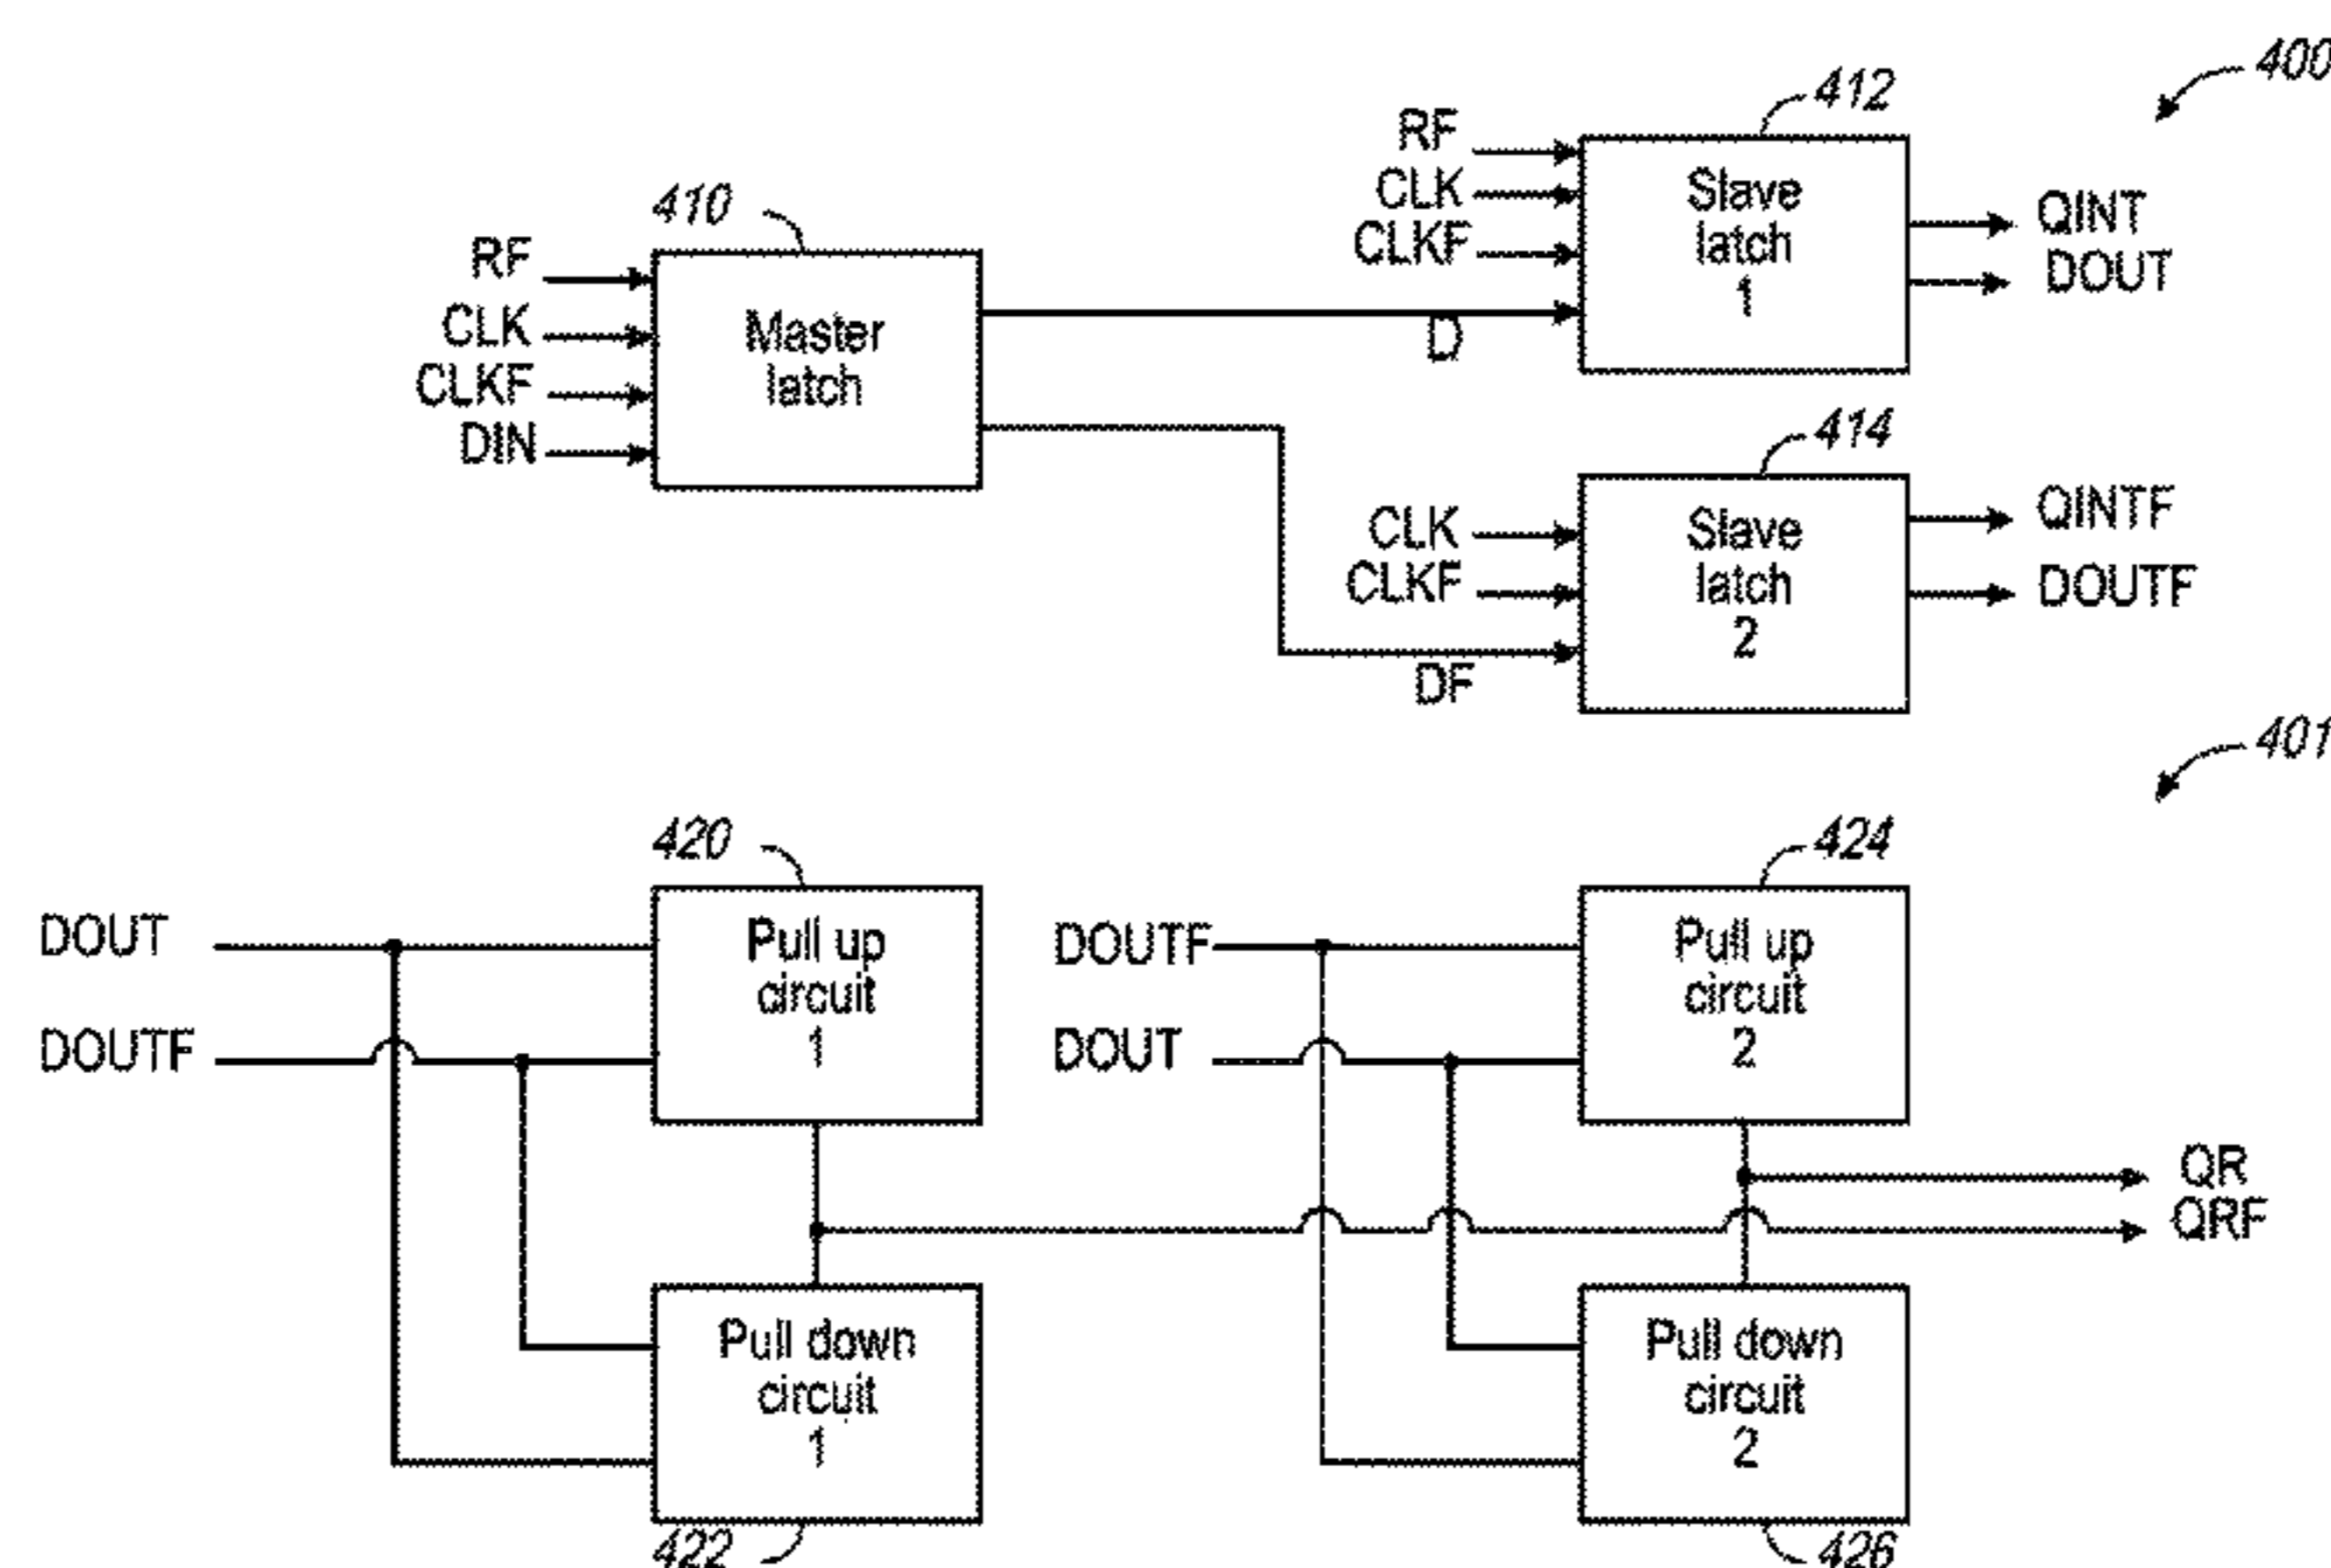 400
412
RF
CLK
CLKF
Slave
latch
1
QINT
DOUT
410
RF
CLK
CLKF
DIN
Master
latch
D
414
CLK
CLKF
DF
Slave
latch
2
QINTF
DOUTF
401
420
DOUT
DOUTF
Pull up
circuit
1
424
DOUTF
DOUT
Pull up
circuit
2
QR
QRF
Pull down
circuit
1
422
Pull down
circuit
2
426